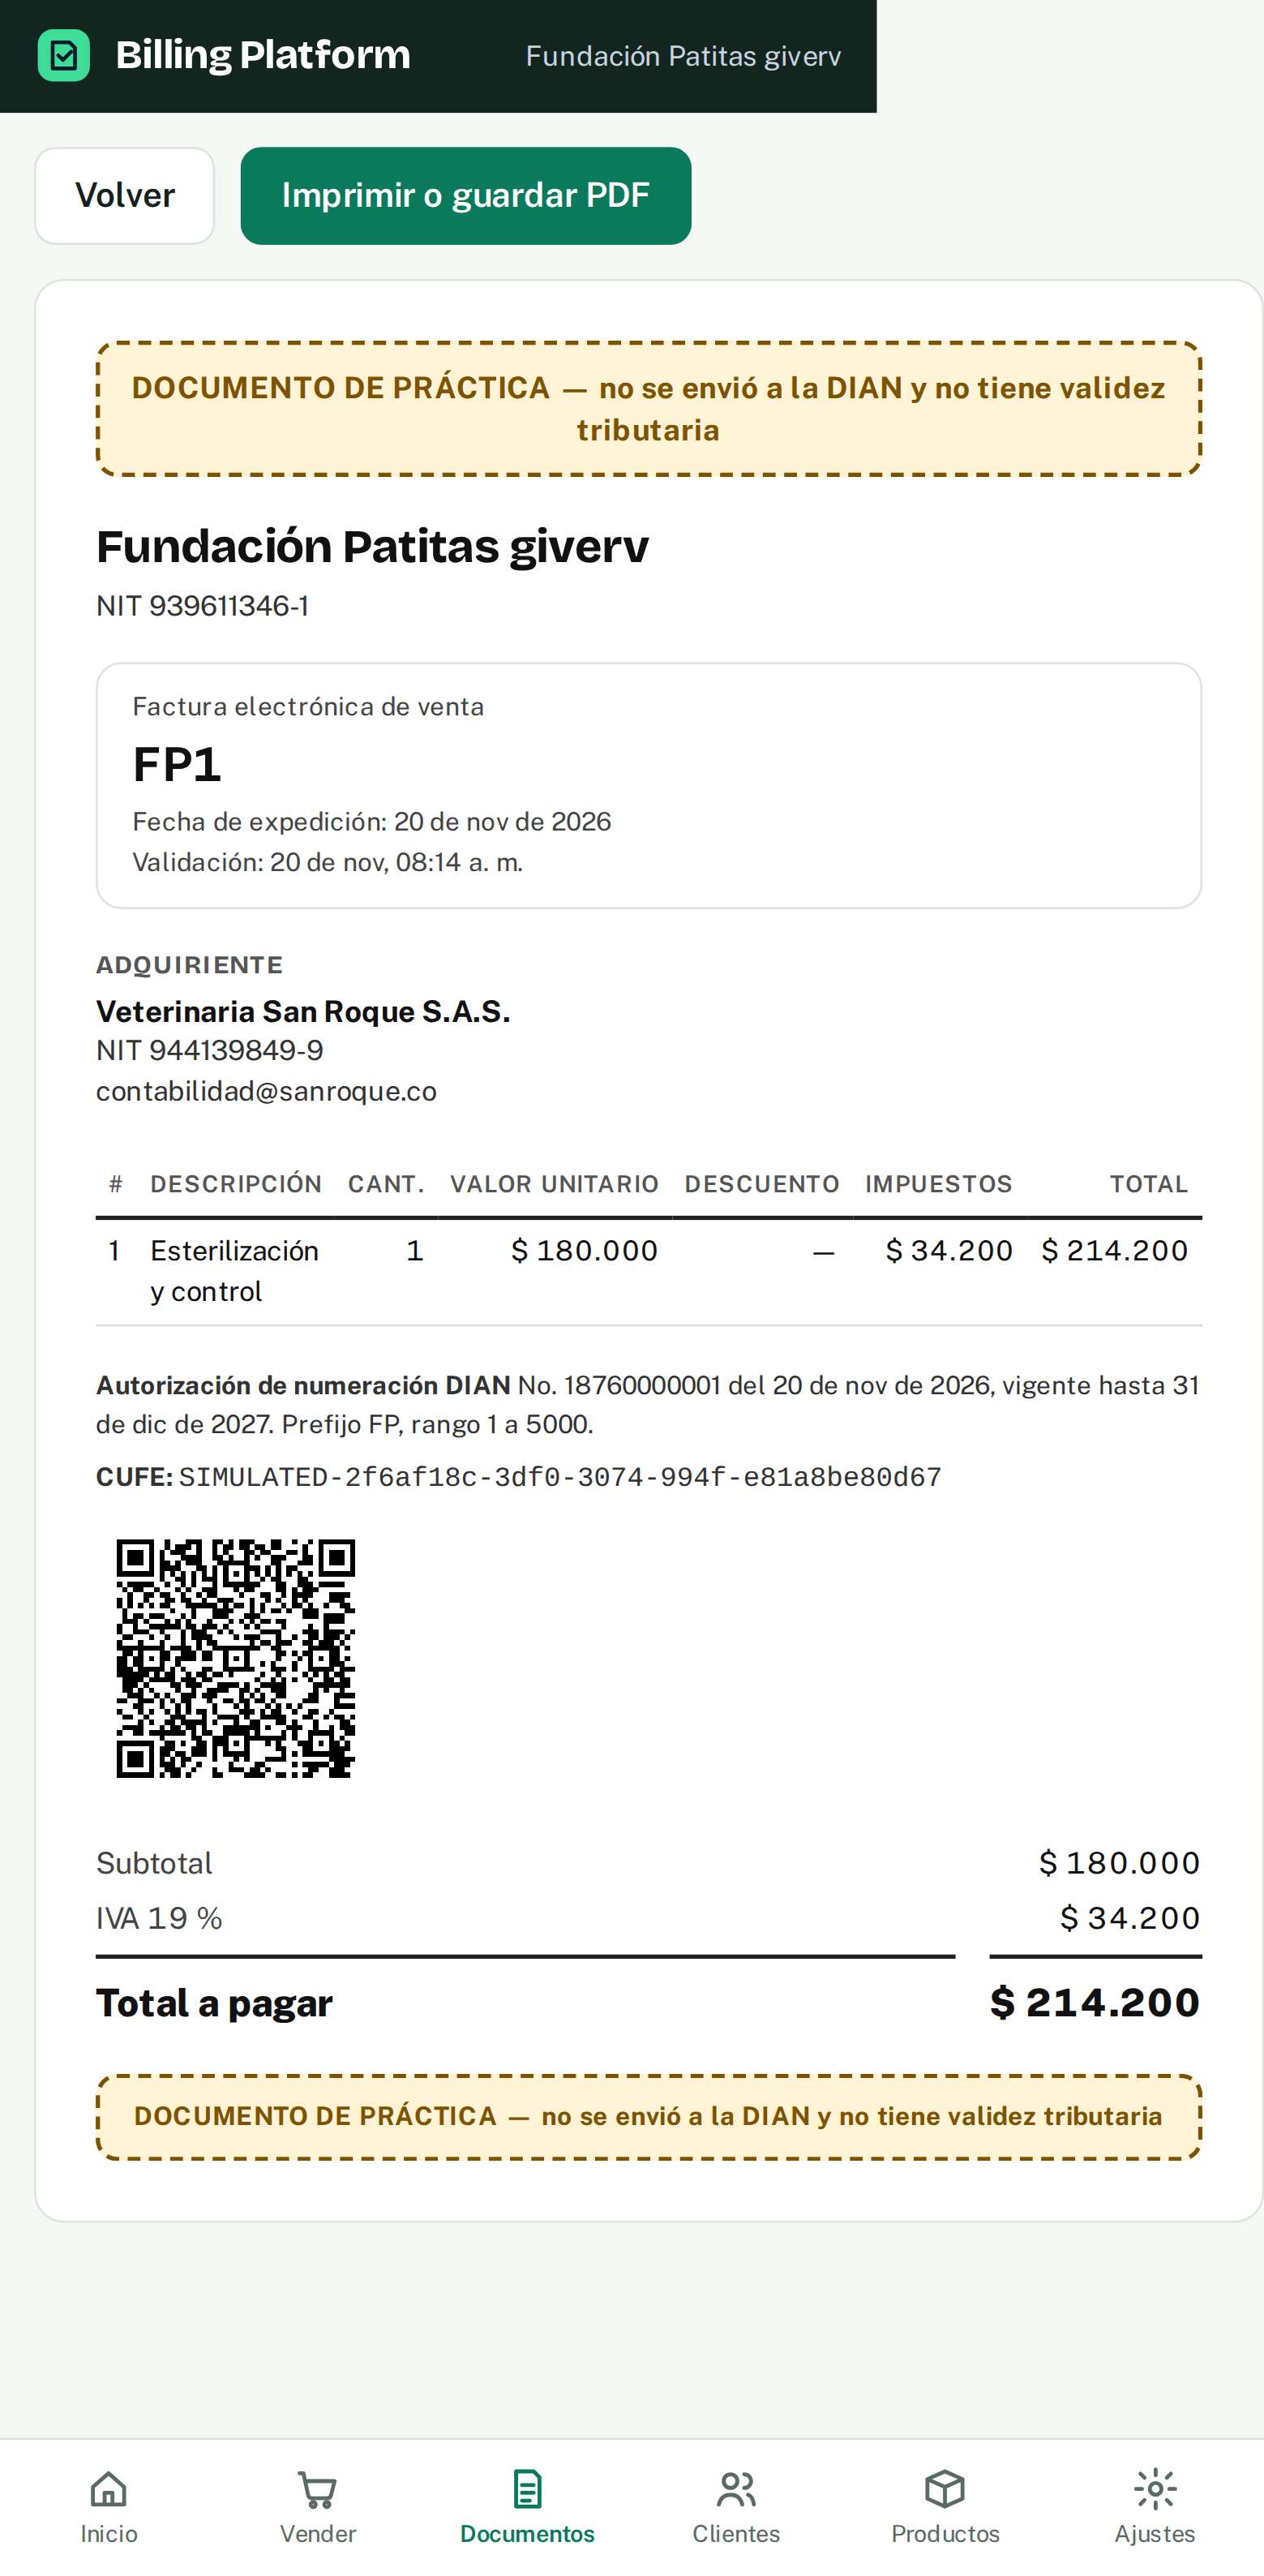 Billing Platform
Fundación Patitas giverv
Volver
Imprimir o guardar PDF
DOCUMENTO DE PRÁCTICA — no se envió a la DIAN y no tiene validez
tributaria
Fundación Patitas giverv
NIT 939611346-1
Factura electrónica de venta
FP1
Fecha de expedición: 20 de nov de 2026
Validación: 20 de nov, 08:14 a. m.
ADQUIRIENTE
Veterinaria San Roque S.A.S.
NIT 944139849-9
contabilidad@sanroque.co
# DESCRIPCIÓN CANT. VALOR UNITARIO DESCUENTO IMPUESTOS TOTAL
1 Esterilización 1 $ 180.000 — $ 34.200 $ 214.200
y control
Autorización de numeración DIAN No. 18760000001 del 20 de nov de 2026, vigente hasta 31
de dic de 2027. Prefijo FP, rango 1 a 5000.
CUFE: SIMULATED-2f6af18c-3df0-3074-994f-e81a8be80d67
Subtotal $ 180.000
IVA 19 % $ 34.200
Total a pagar $ 214.200
DOCUMENTO DE PRÁCTICA — no se envió a la DIAN y no tiene validez tributaria
Inicio Vender Documentos Clientes Productos Ajustes